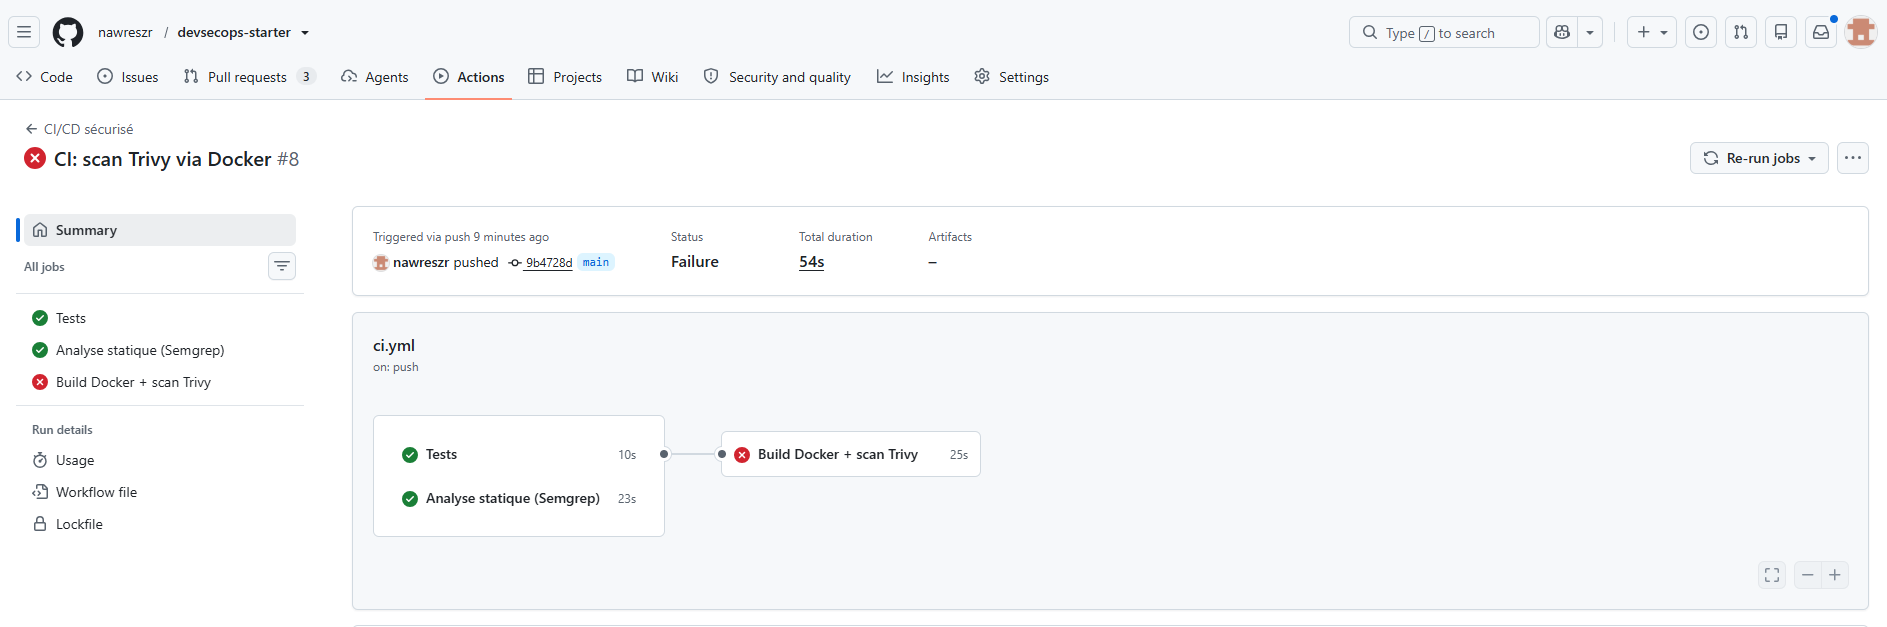 nawreszr / devsecops-starter
Type / to search
Code Issues Pull requests 3 Agents Actions Projects Wiki Security and quality Insights Settings
CI/CD sécurisé
CI: scan Trivy via Docker #8
Re-run jobs
Summary
All jobs
Tests
Analyse statique (Semgrep)
Build Docker + scan Trivy
Run details
Usage
Workflow file
Lockfile
Triggered via push 9 minutes ago
nawreszr pushed 9b4728d main
Status
Failure
Total duration
54s
Artifacts
–
ci.yml
on: push
Tests 10s
Analyse statique (Semgrep) 23s
Build Docker + scan Trivy 25s